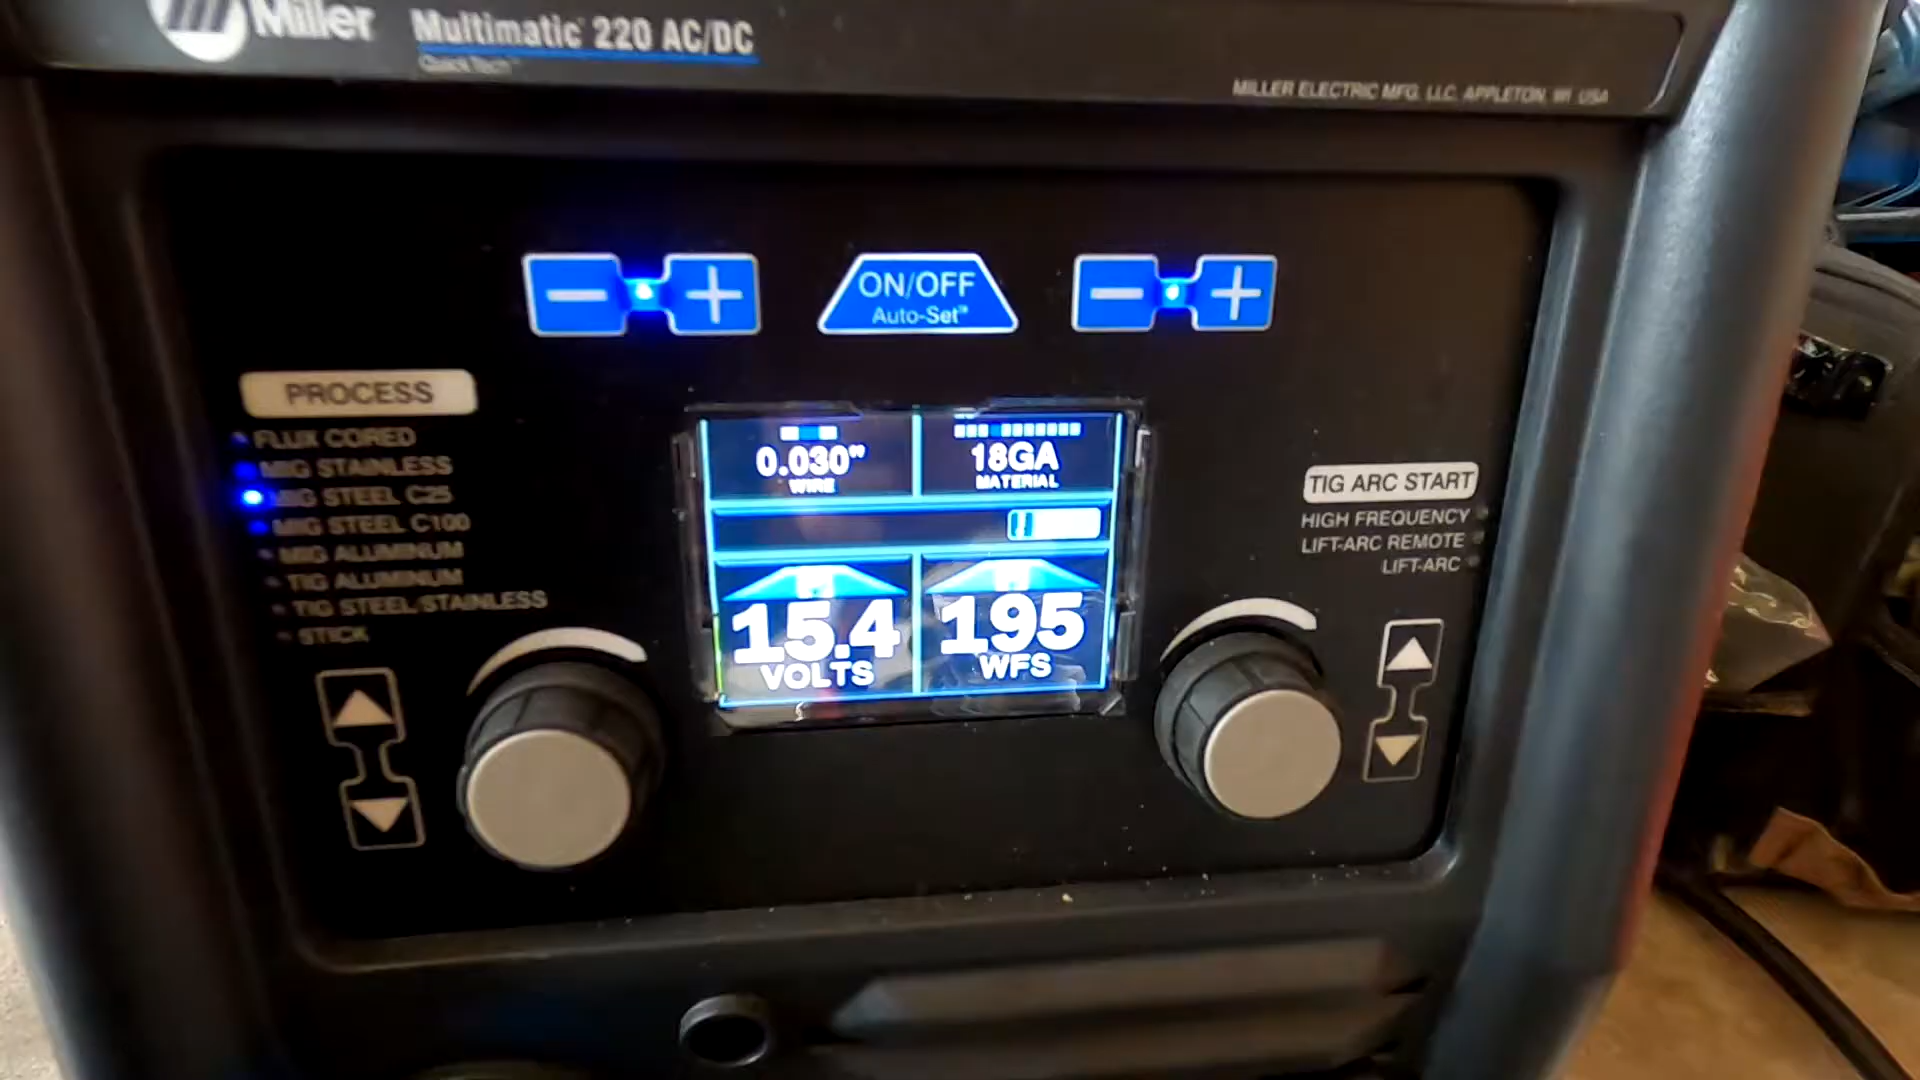 Miller
Multimatic 220 AC/DC
MILLER ELECTRIC MFG. LLC, APPLETON, WI USA
ON/OFF
Auto-Set™
PROCESS
FLUX CORED
MIG STAINLESS
MIG STEEL C25
MIG STEEL C100
MIG ALUMINUM
TIG ALUMINUM
TIG STEEL/STAINLESS
STICK
0.030"
WIRE
18GA
MATERIAL
15.4
VOLTS
195
WFS
TIG ARC START
HIGH FREQUENCY
LIFT-ARC REMOTE
LIFT-ARC